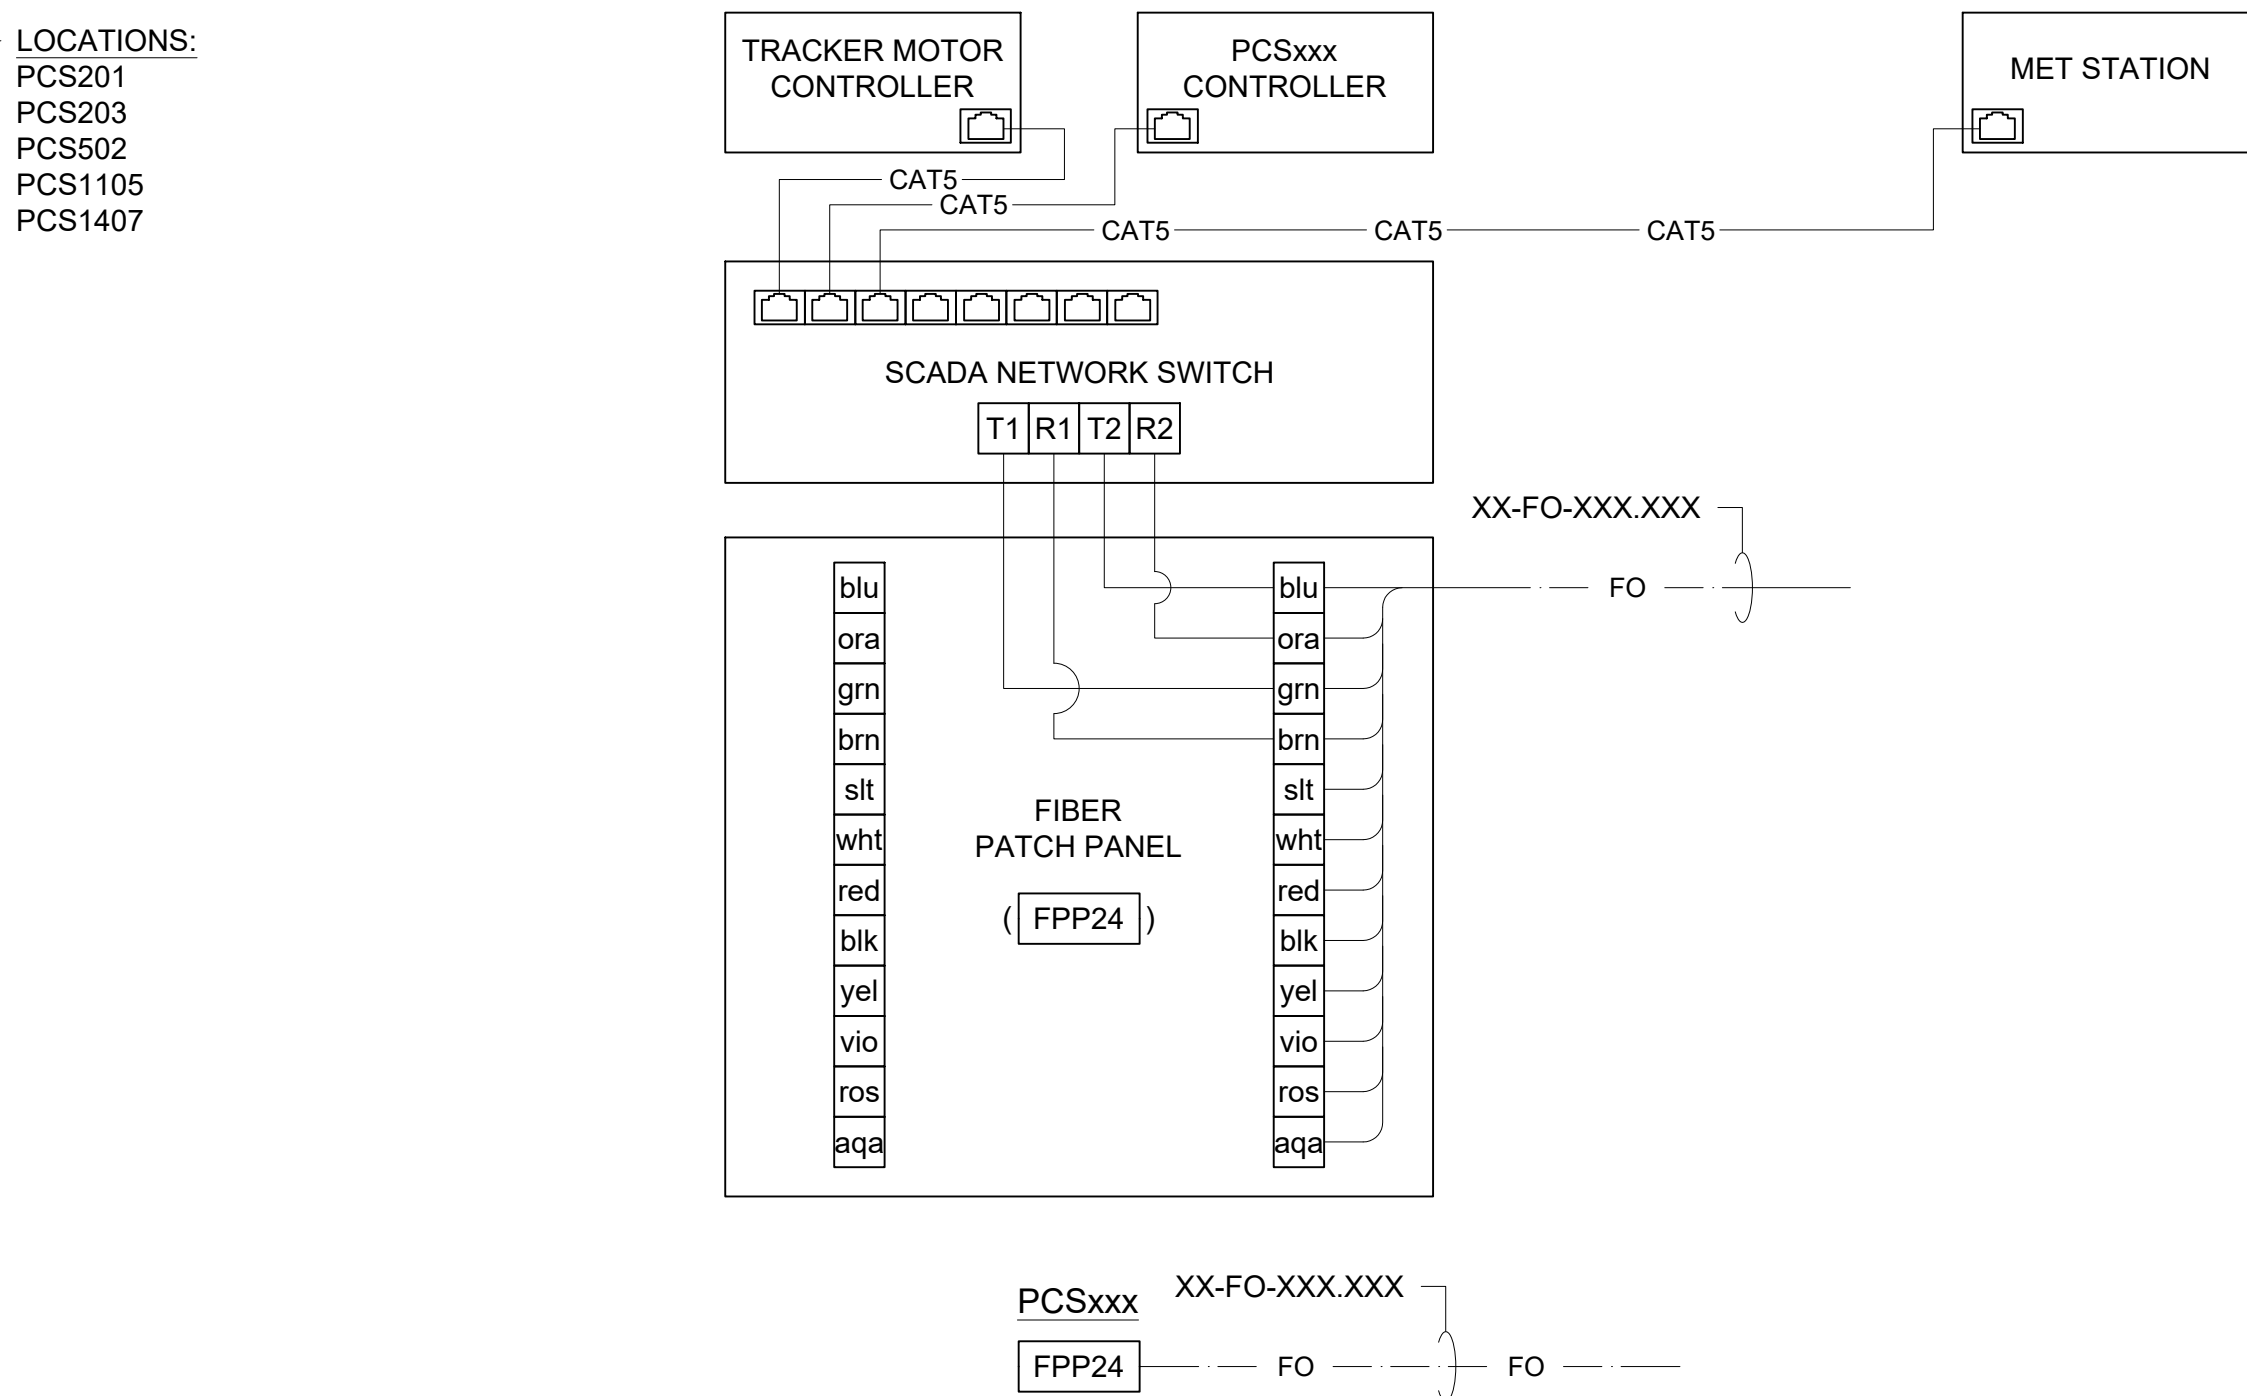 LOCATIONS:
PCS201
PCS203
PCS502
PCS1105
PCS1407
TRACKER MOTOR
CONTROLLER
PCSxxx
CONTROLLER
MET STATION
CAT5
CAT5
CAT5 CAT5 CAT5
SCADA NETWORK SWITCH
T1 R1 T2 R2
XX-FO-XXX.XXX
FO
blu
ora
grn
brn
slt
wht
red
blk
yel
vio
ros
aqa
FIBER
PATCH PANEL
( FPP24 )
blu
ora
grn
brn
slt
wht
red
blk
yel
vio
ros
aqa
PCSxxx
XX-FO-XXX.XXX
FPP24 FO FO